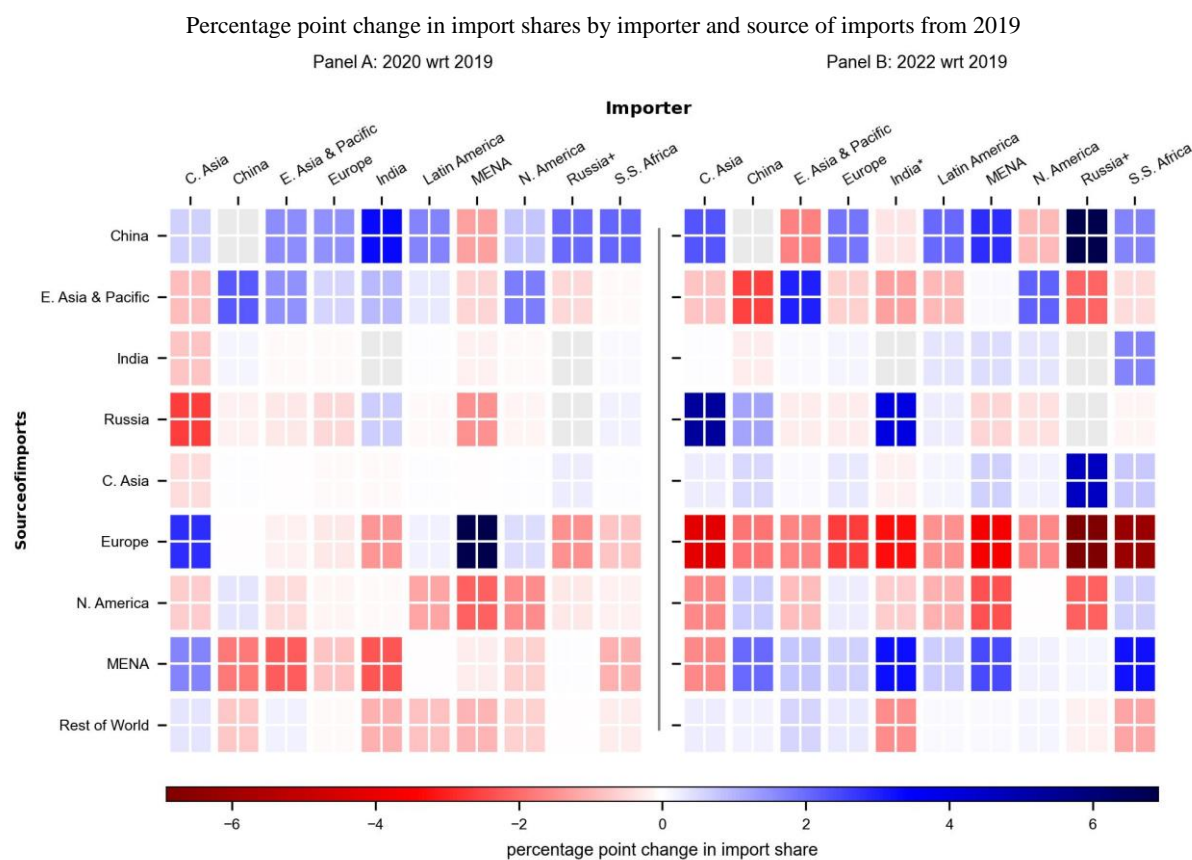 Percentage point change in import shares by importer and source of imports from 2019
Panel A: 2020 wrt 2019
Panel B: 2022 wrt 2019
Importer
C. Asia
China
E. Asia & Pacific
Europe
India
Latin America
MENA
N. America
Russia+
S.S. Africa
C. Asia
China
E. Asia & Pacific
Europe
India*
Latin America
MENA
N. America
Russia+
S.S. Africa
Sourceofimports
China
E. Asia & Pacific
India
Russia
C. Asia
Europe
N. America
MENA
Rest of World
−6 −4 −2 0 2 4 6
percentage point change in import share